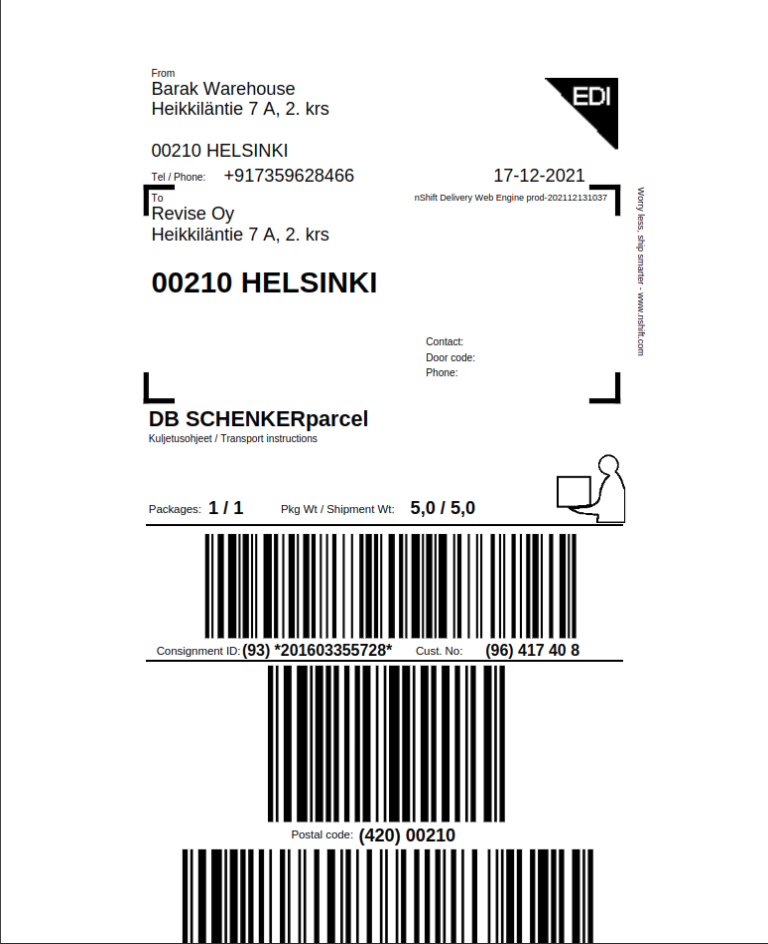 From
Barak Warehouse
Heikkiläntie 7 A, 2. krs
EDI
00210 HELSINKI
Tel / Phone: +917359628466 17-12-2021
To nShift Delivery Web Engine prod-202112131037
Revise Oy
Heikkiläntie 7 A, 2. krs
00210 HELSINKI
Worry less, ship smarter - www.nshift.com
Contact:
Door code:
Phone:
DB SCHENKERparcel
Kuljetusohjeet / Transport instructions
Packages: 1 / 1 Pkg Wt / Shipment Wt: 5,0 / 5,0
Consignment ID: (93) *201603355728* Cust. No: (96) 417 40 8
Postal code: (420) 00210